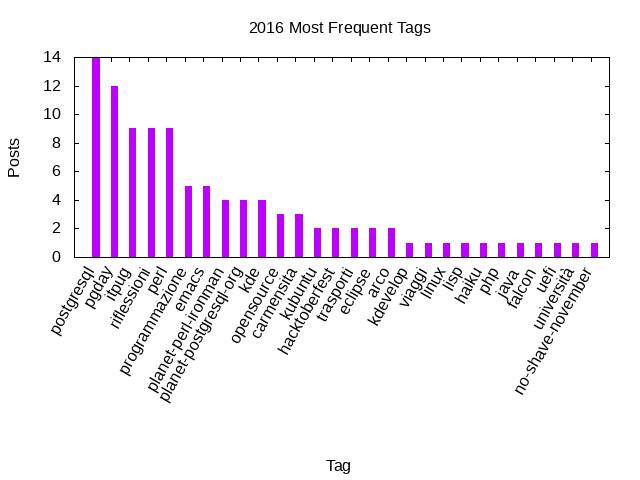 2016 Most Frequent Tags
Posts
14
12
10
8
6
4
2
0
postgresql
pgday
itpug
riflessioni
perl
programmazione
emacs
planet-perl-ironman
planet-postgresql-org
kde
opensource
carmensita
kubuntu
hacktoberfest
trasporti
eclipse
arco
kdevelop
viaggi
linux
lisp
haiku
php
java
falcon
uefi
università
no-shave-november
Tag